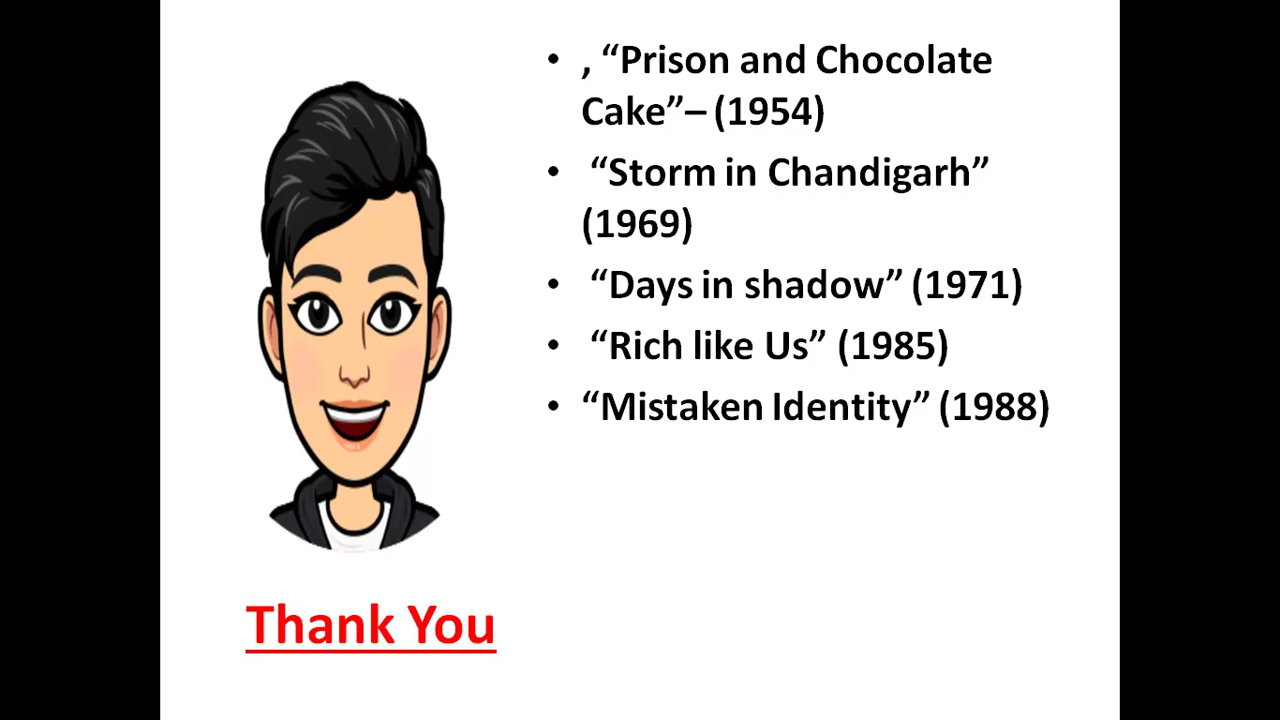 • , “Prison and Chocolate
Cake”– (1954)
• “Storm in Chandigarh”
(1969)
• “Days in shadow” (1971)
• “Rich like Us” (1985)
• “Mistaken Identity” (1988)
Thank You